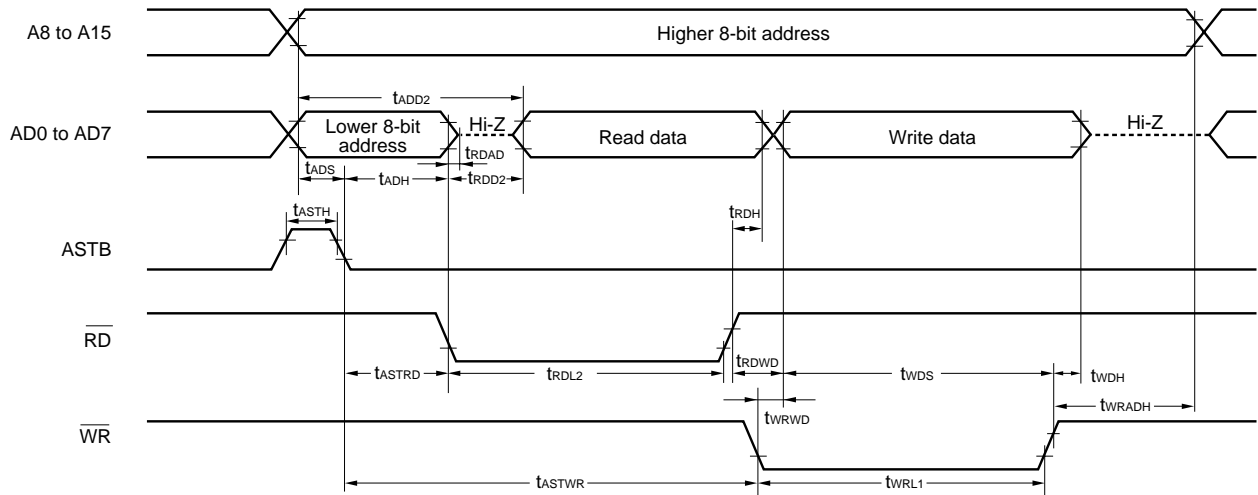 A8 to A15
Higher 8-bit address
tADD2
AD0 to AD7
Lower 8-bit
address
Hi-Z
Read data
Write data
Hi-Z
tRDAD
tADS
tADH
tRDD2
tASTH
tRDH
ASTB
RD
tASTRD
tRDL2
tRDWD
tWDS
tWDH
tWRWD
tWRADH
WR
tASTWR
tWRL1